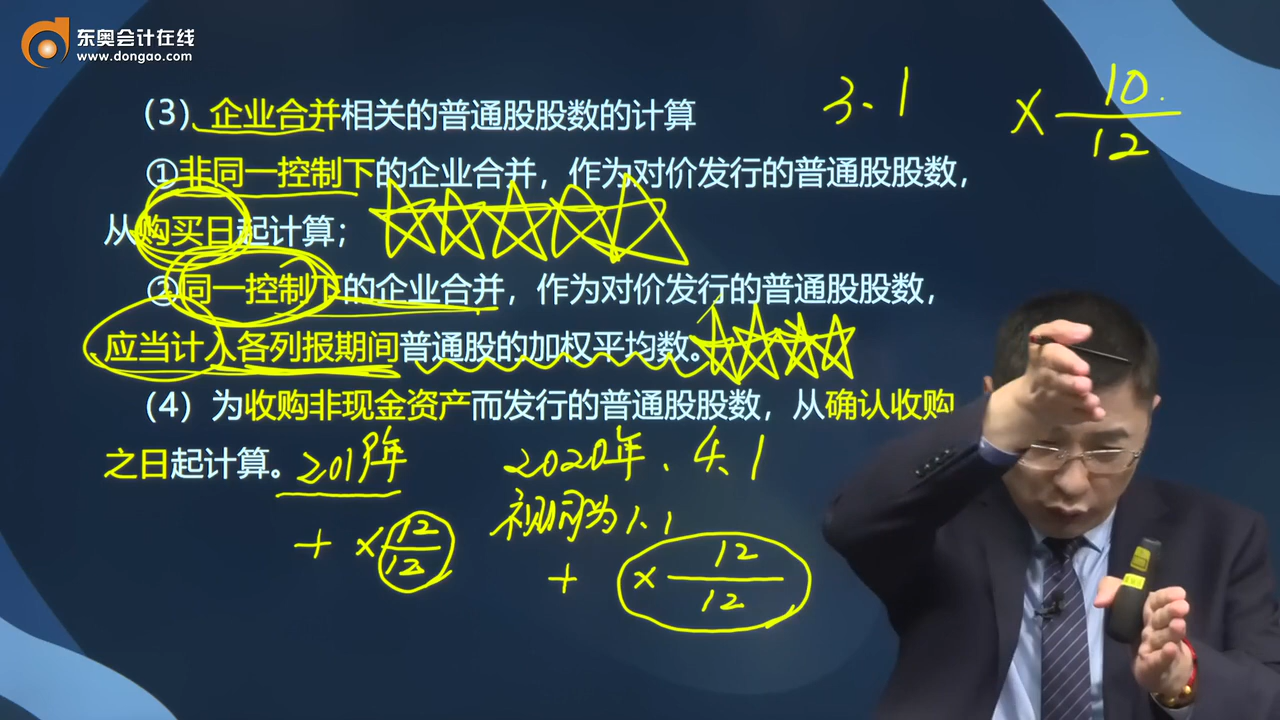 东奥会计在线
www.dongao.com
3.1
× 10/12
（3）企业合并相关的普通股股数的计算
①非同一控制下的企业合并，作为对价发行的普通股股数，
从购买日起计算；
②同一控制下的企业合并，作为对价发行的普通股股数，
应当计入各列报期间普通股的加权平均数。
（4）为收购非现金资产而发行的普通股股数，从确认收购
之日起计算。
2019年
2020年、4、1
视同为1、1
+ × 12/12
+ × 12/12